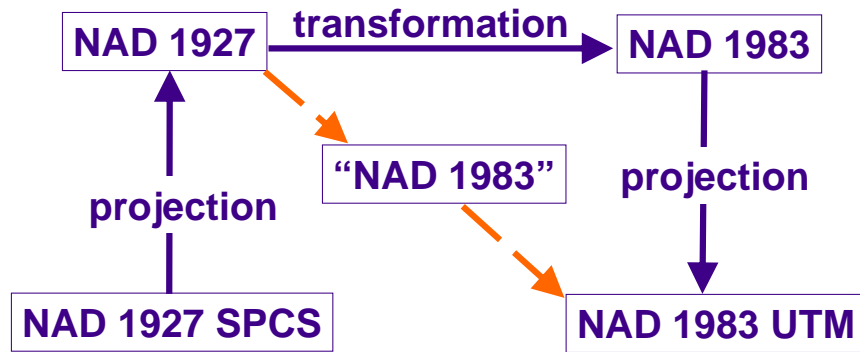 transformation
NAD 1927
NAD 1983
“NAD 1983”
projection
projection
NAD 1927 SPCS
NAD 1983 UTM